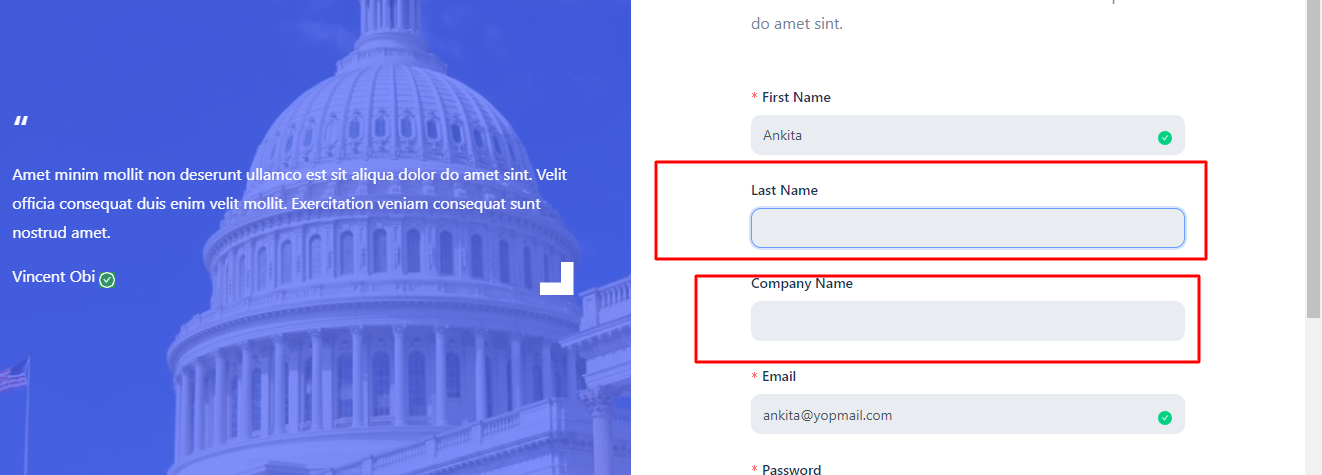 “
Amet minim mollit non deserunt ullamco est sit aliqua dolor do amet sint. Velit
officia consequat duis enim velit mollit. Exercitation veniam consequat sunt
nostrud amet.
Vincent Obi
do amet sint.
* First Name
Ankita
Last Name
Company Name
* Email
ankita@yopmail.com
* Password